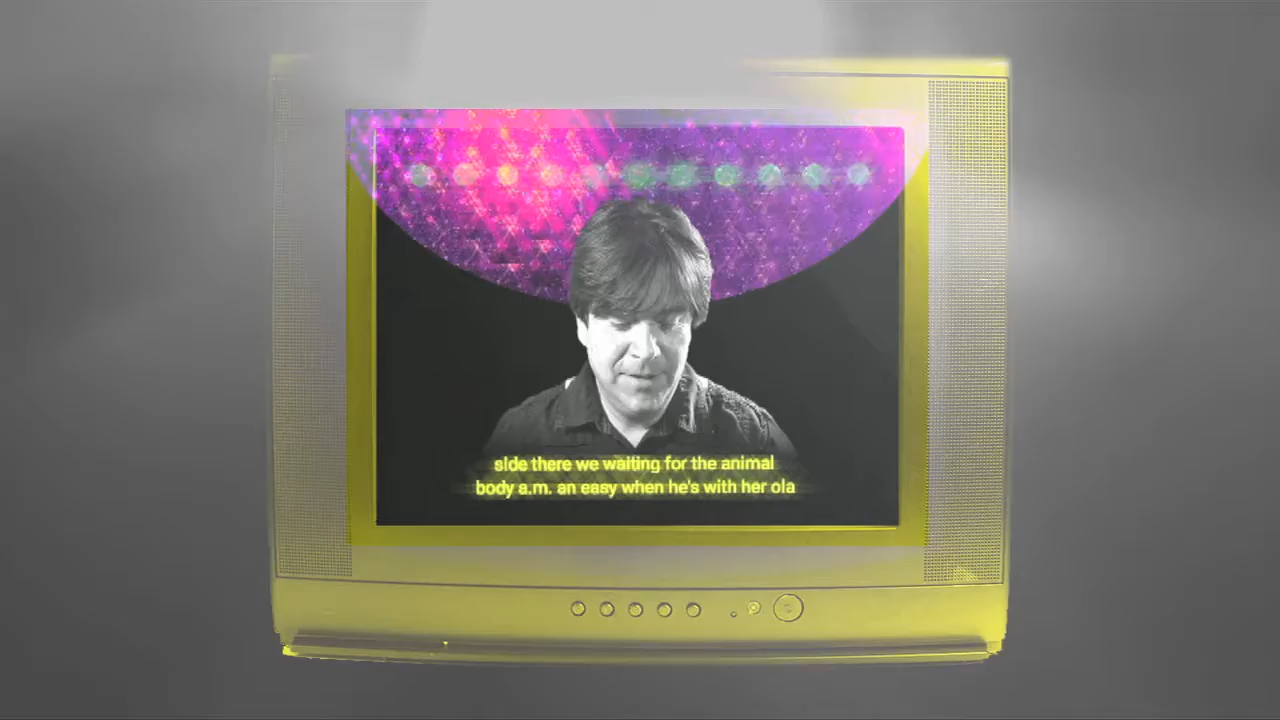 side there we waiting for the animal
body a.m. an easy when he's with her ola